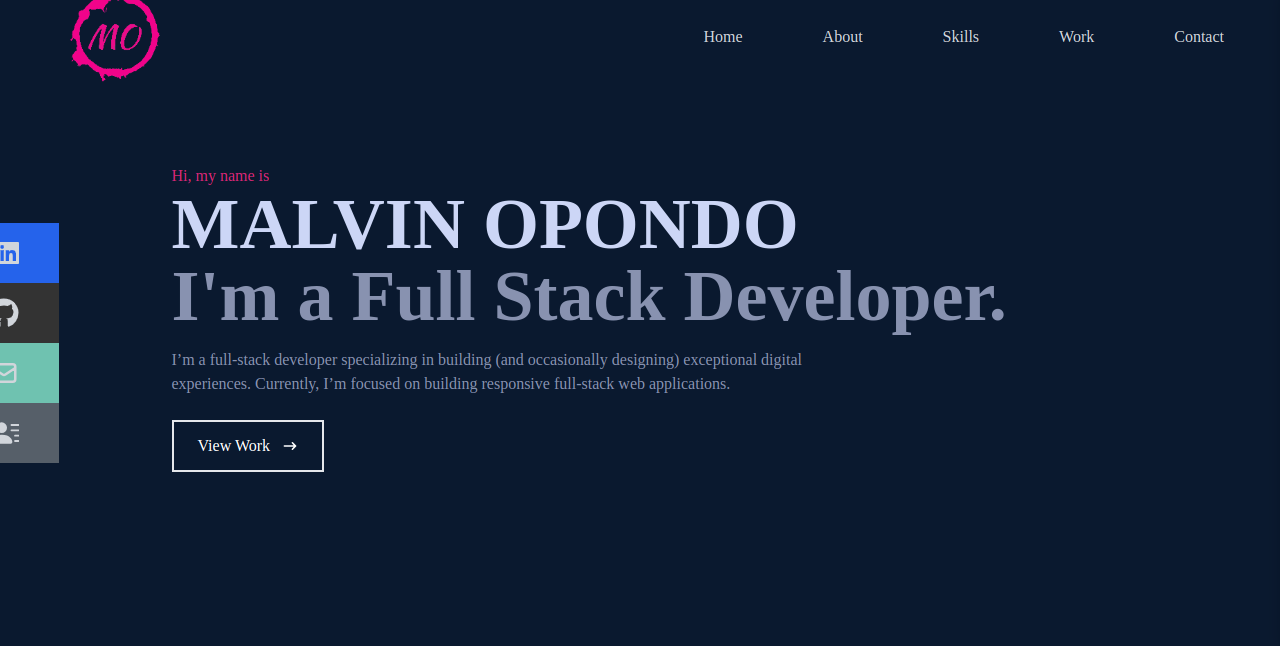 MO
Home
About
Skills
Work
Contact
Hi, my name is
MALVIN OPONDO
I'm a Full Stack Developer.
I’m a full-stack developer specializing in building (and occasionally designing) exceptional digital
experiences. Currently, I’m focused on building responsive full-stack web applications.
View Work
in